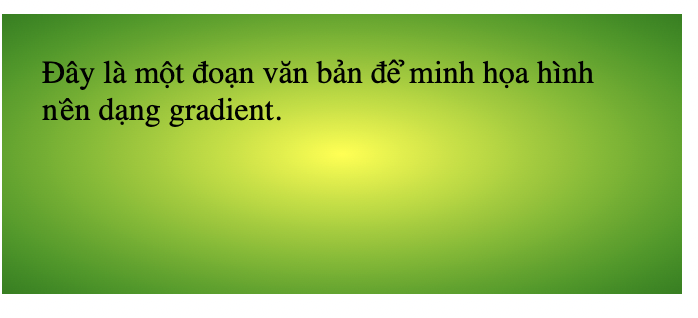 Đây là một đoạn văn bản để minh họa hình
nền dạng gradient.